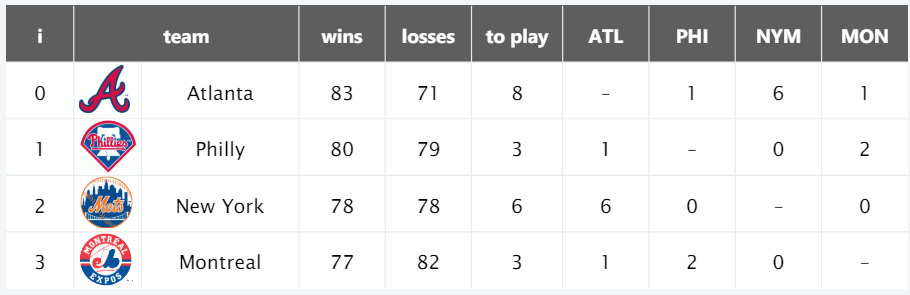 i team wins losses to play ATL PHI NYM MON
0 Atlanta 83 71 8 – 1 6 1
Phillies
1 Philly 80 79 3 1 – 0 2
Mets
2 New York 78 78 6 6 0 – 0
MONTREAL
EXPOS
3 Montreal 77 82 3 1 2 0 –